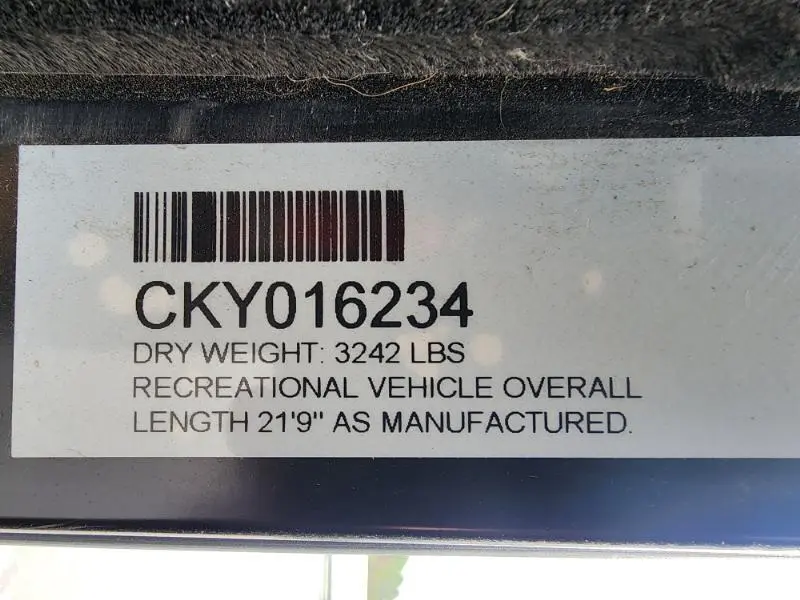 CKY016234
DRY WEIGHT: 3242 LBS
RECREATIONAL VEHICLE OVERALL
LENGTH 21'9" AS MANUFACTURED.